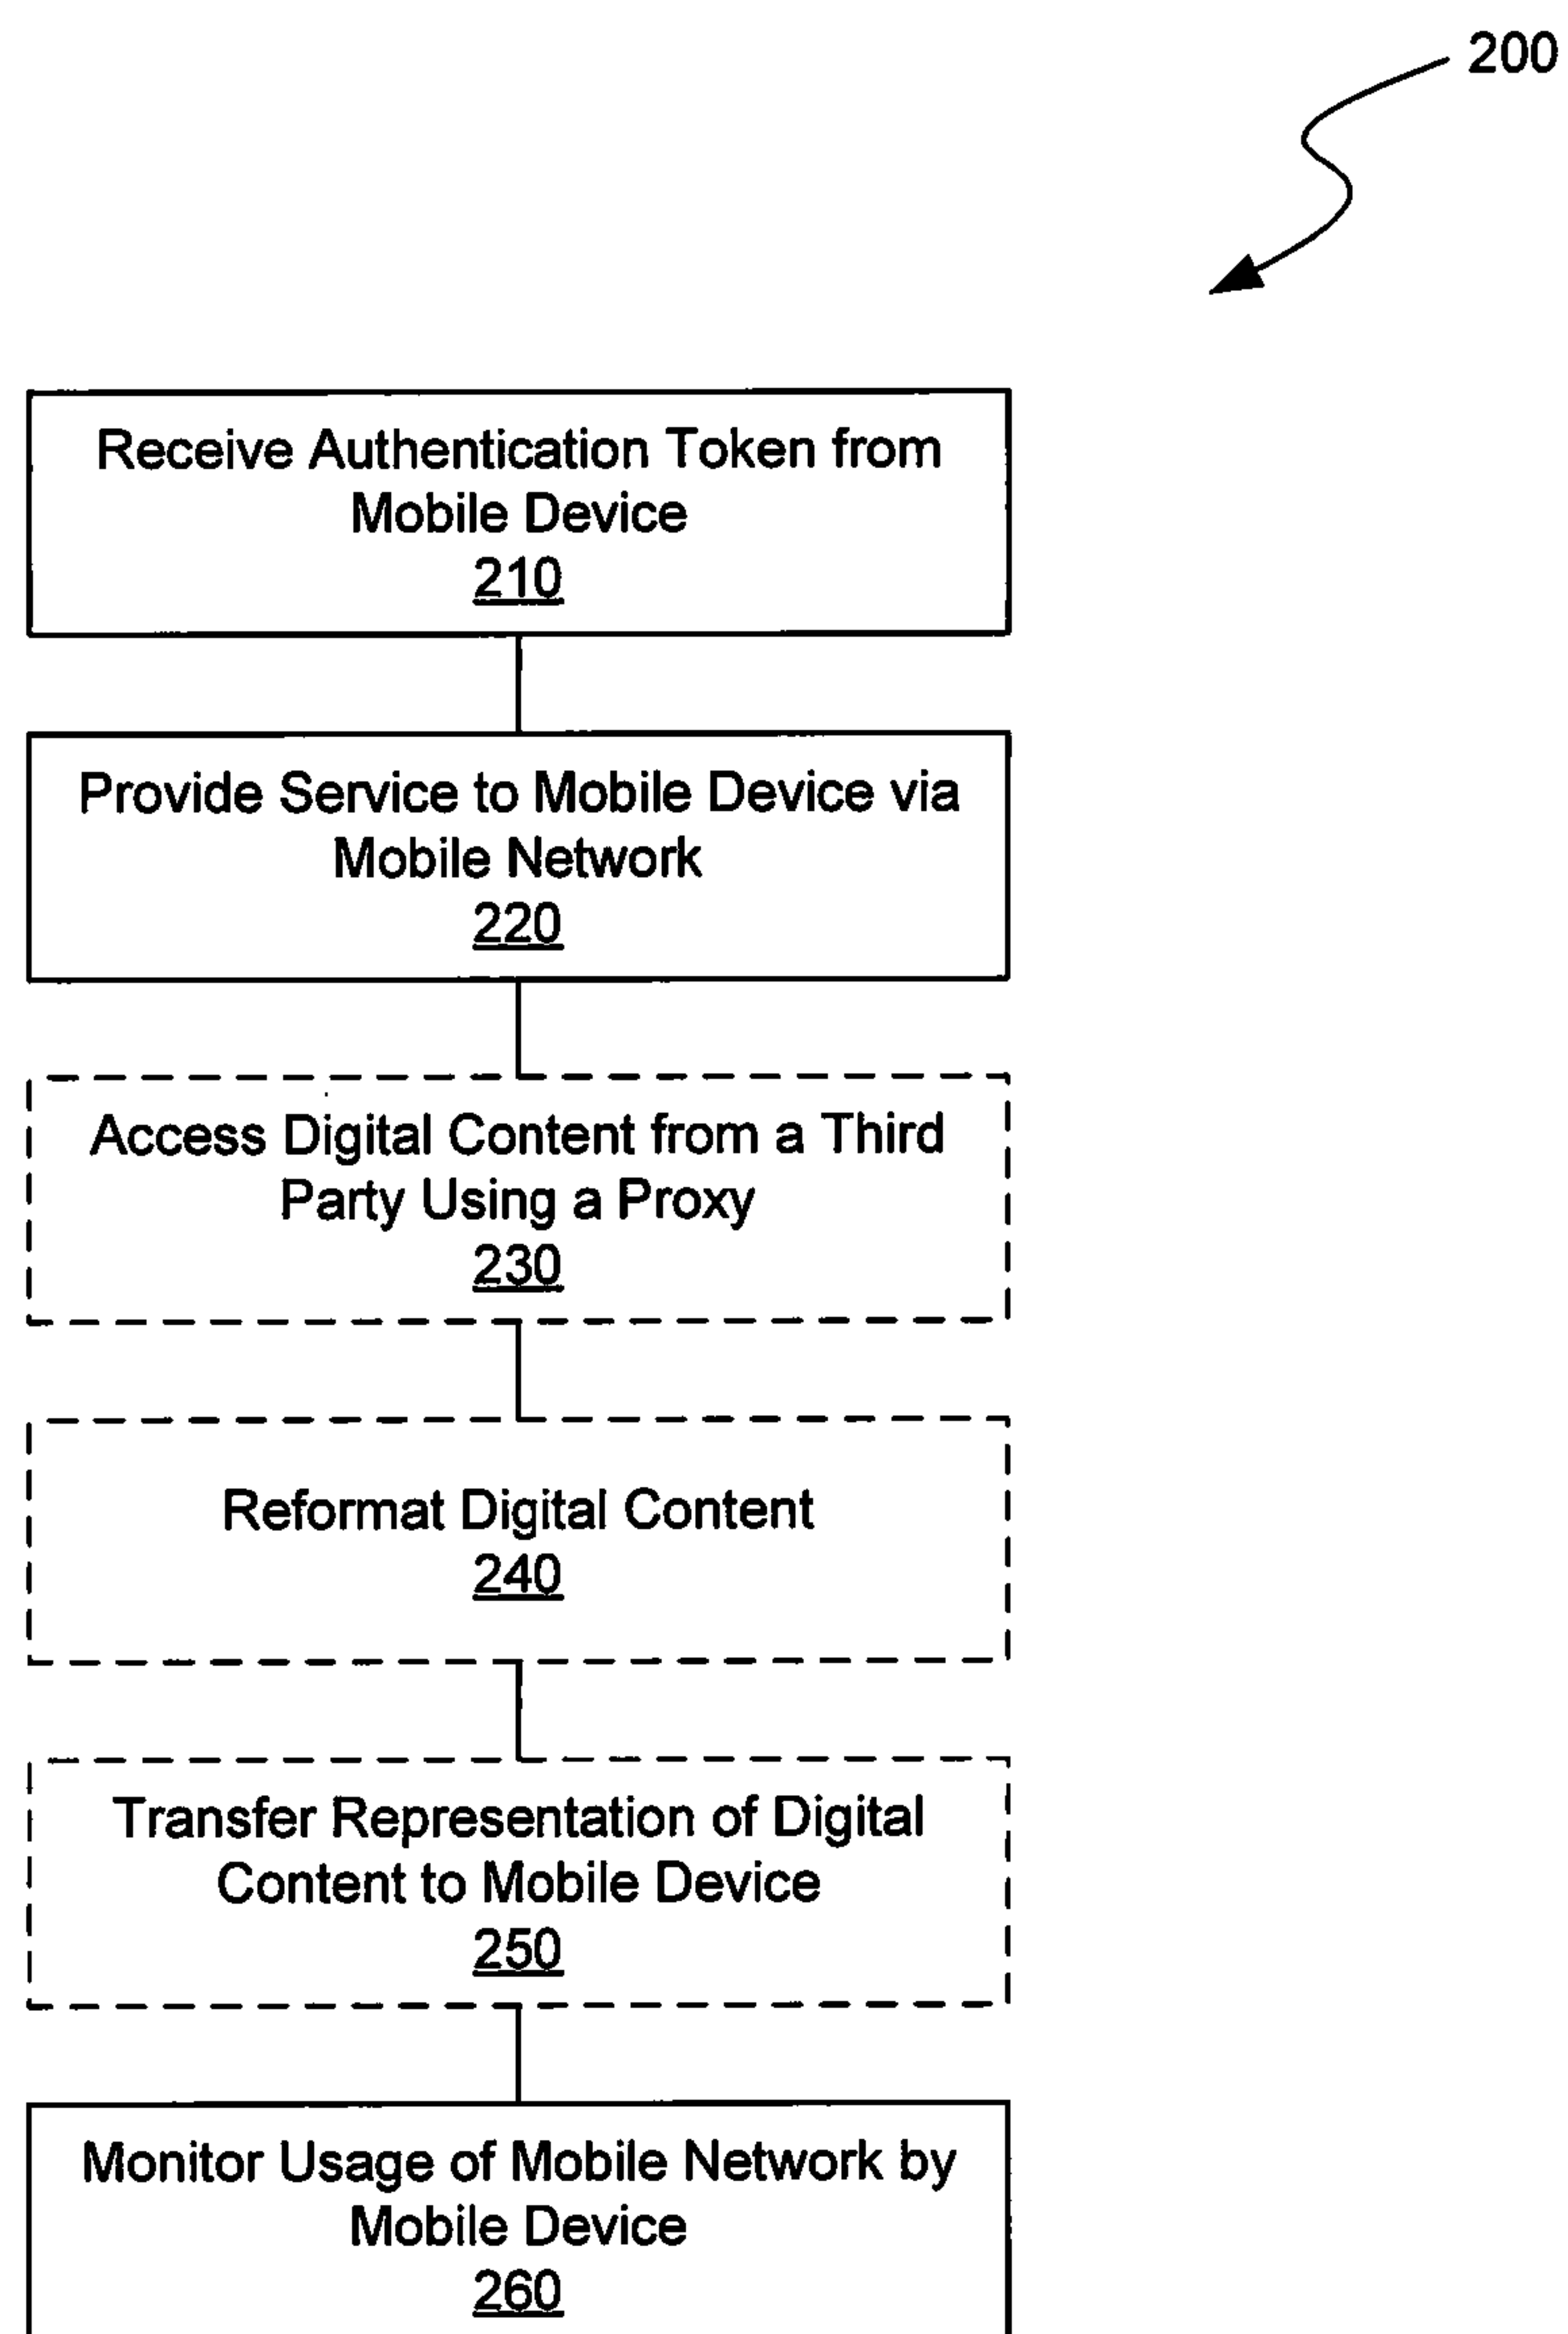 200
Receive Authentication Token from
Mobile Device
210
Provide Service to Mobile Device via
Mobile Network
220
Access Digital Content from a Third
Party Using a Proxy
230
Reformat Digital Content
240
Transfer Representation of Digital
Content to Mobile Device
250
Monitor Usage of Mobile Network by
Mobile Device
260